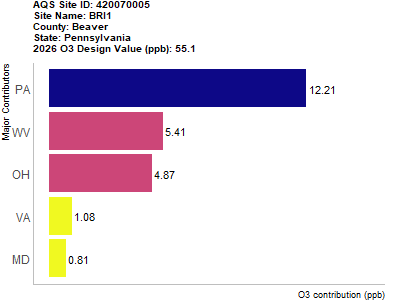 AQS Site ID: 420070005
Site Name: BRI1
County: Beaver
State: Pennsylvania
2026 O3 Design Value (ppb): 55.1
Major Contributors
PA 12.21
WV 5.41
OH 4.87
VA 1.08
MD 0.81
O3 contribution (ppb)